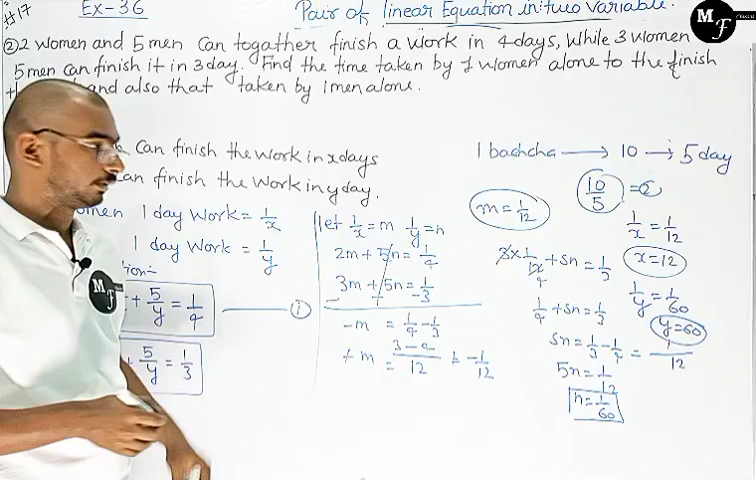 #17
Ex-36
Pair of linear Equation in two Variable.
MF
② 2 women and 5 men can togather finish a work in 4 days, While 3 women
5 men can finish it in 3 day. Find the time taken by 1 women alone to the finish
and also that taken by 1 men alone.
Can finish the Work in x days
can finish the Work in y day.
1 day Work = 1/x
1 day Work = 1/y
+ 5/y = 1/4 ①
+ 5/y = 1/3
MF
let 1/x = m 1/y = n
2m + 5n = 1/4
3m + 5n = 1/3
-m = 1/4 - 1/3
1 bachcha → 10 → 5 day
m = 1/12
10/5 = 2
+ 5n = 1/3
1/4 + 5n = 1/3
5n = 1/3 - 1/4 = 1/12
5n = 1/12
n = 1/60
1/x = 1/12
x = 12
1/y = 1/60
y = 60